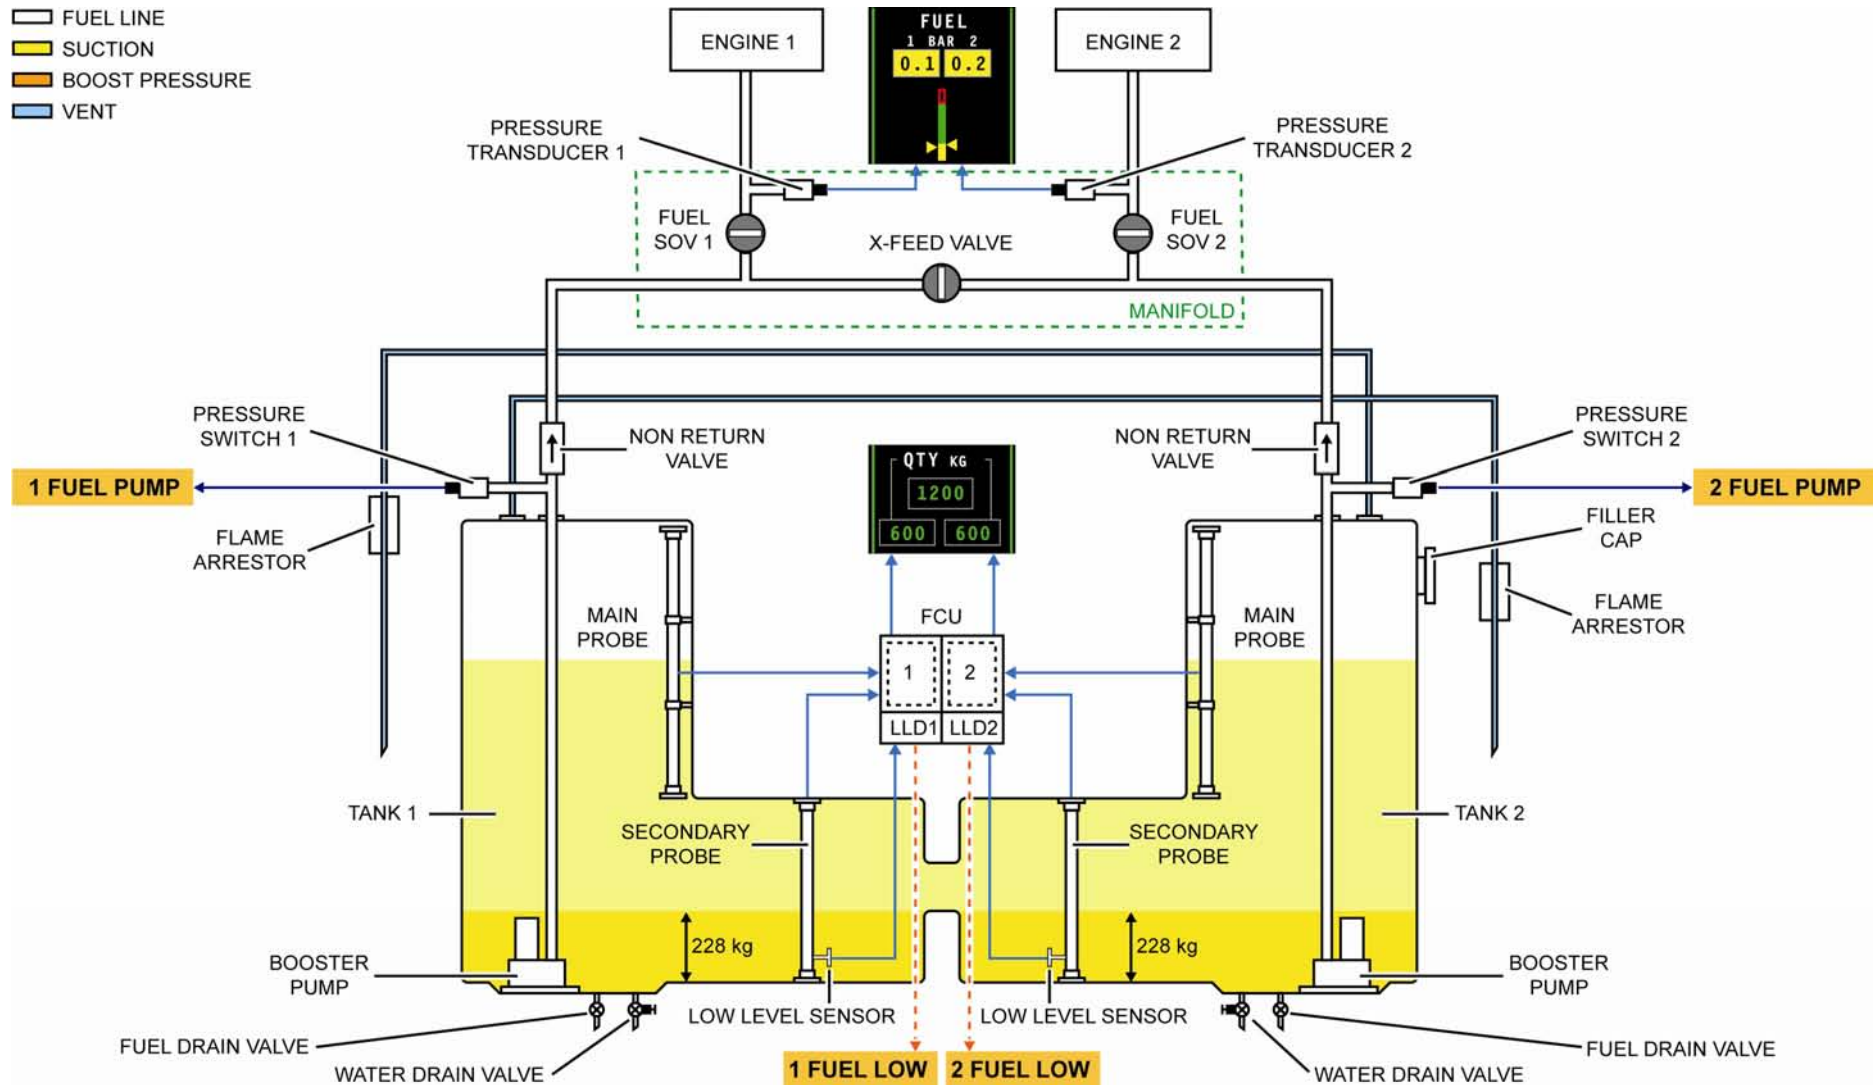 FUEL LINE
SUCTION
BOOST PRESSURE
VENT
ENGINE 1
FUEL
1 BAR 2
0.1 0.2
ENGINE 2
PRESSURE
TRANSDUCER 1
PRESSURE
TRANSDUCER 2
FUEL
SOV 1
X-FEED VALVE
FUEL
SOV 2
MANIFOLD
PRESSURE
SWITCH 1
NON RETURN
VALVE
NON RETURN
VALVE
PRESSURE
SWITCH 2
1 FUEL PUMP
QTY KG
1200
600 600
2 FUEL PUMP
FLAME
ARRESTOR
FILLER
CAP
MAIN
PROBE
FCU
MAIN
PROBE
FLAME
ARRESTOR
1 2
LLD1 LLD2
TANK 1
SECONDARY
PROBE
SECONDARY
PROBE
TANK 2
228 kg
228 kg
BOOSTER
PUMP
BOOSTER
PUMP
LOW LEVEL SENSOR
LOW LEVEL SENSOR
FUEL DRAIN VALVE
WATER DRAIN VALVE
1 FUEL LOW
2 FUEL LOW
WATER DRAIN VALVE
FUEL DRAIN VALVE